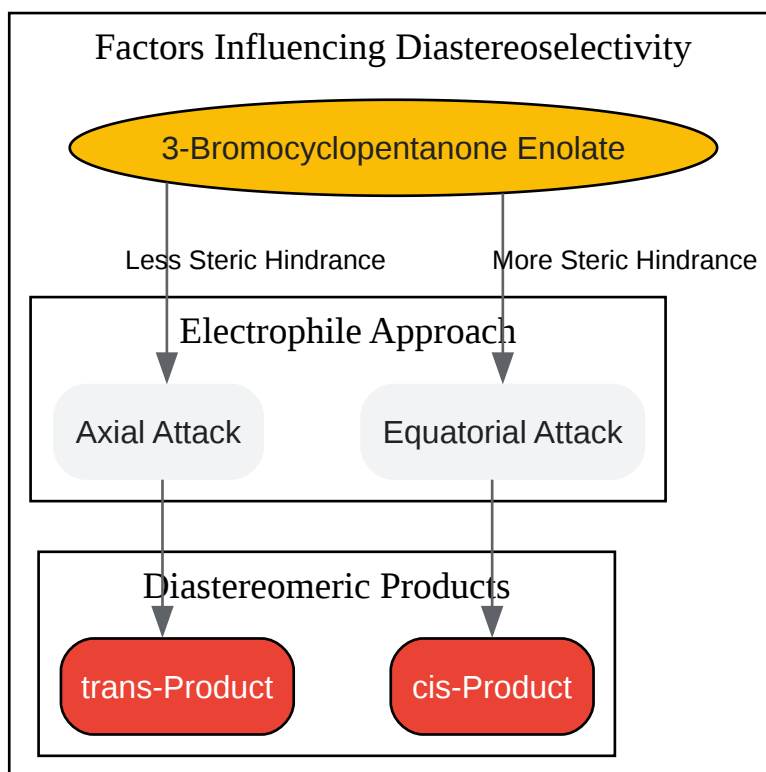 Factors Influencing Diastereoselectivity
3-Bromocyclopentanone Enolate
Less Steric Hindrance
More Steric Hindrance
Electrophile Approach
Axial Attack
Equatorial Attack
Diastereomeric Products
trans-Product
cis-Product